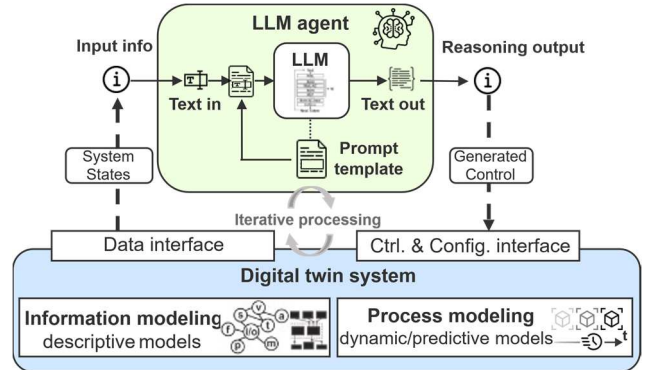 LLM agent
Input info
Reasoning output
LLM
T
Text in
Text out
i
i
System
States
Prompt
template
Generated
Control
Iterative processing
Data interface
Ctrl. & Config. interface
Digital twin system
Information modeling
descriptive models
s
v
a
f
I/o
t
p
m
Process modeling
dynamic/predictive models
t